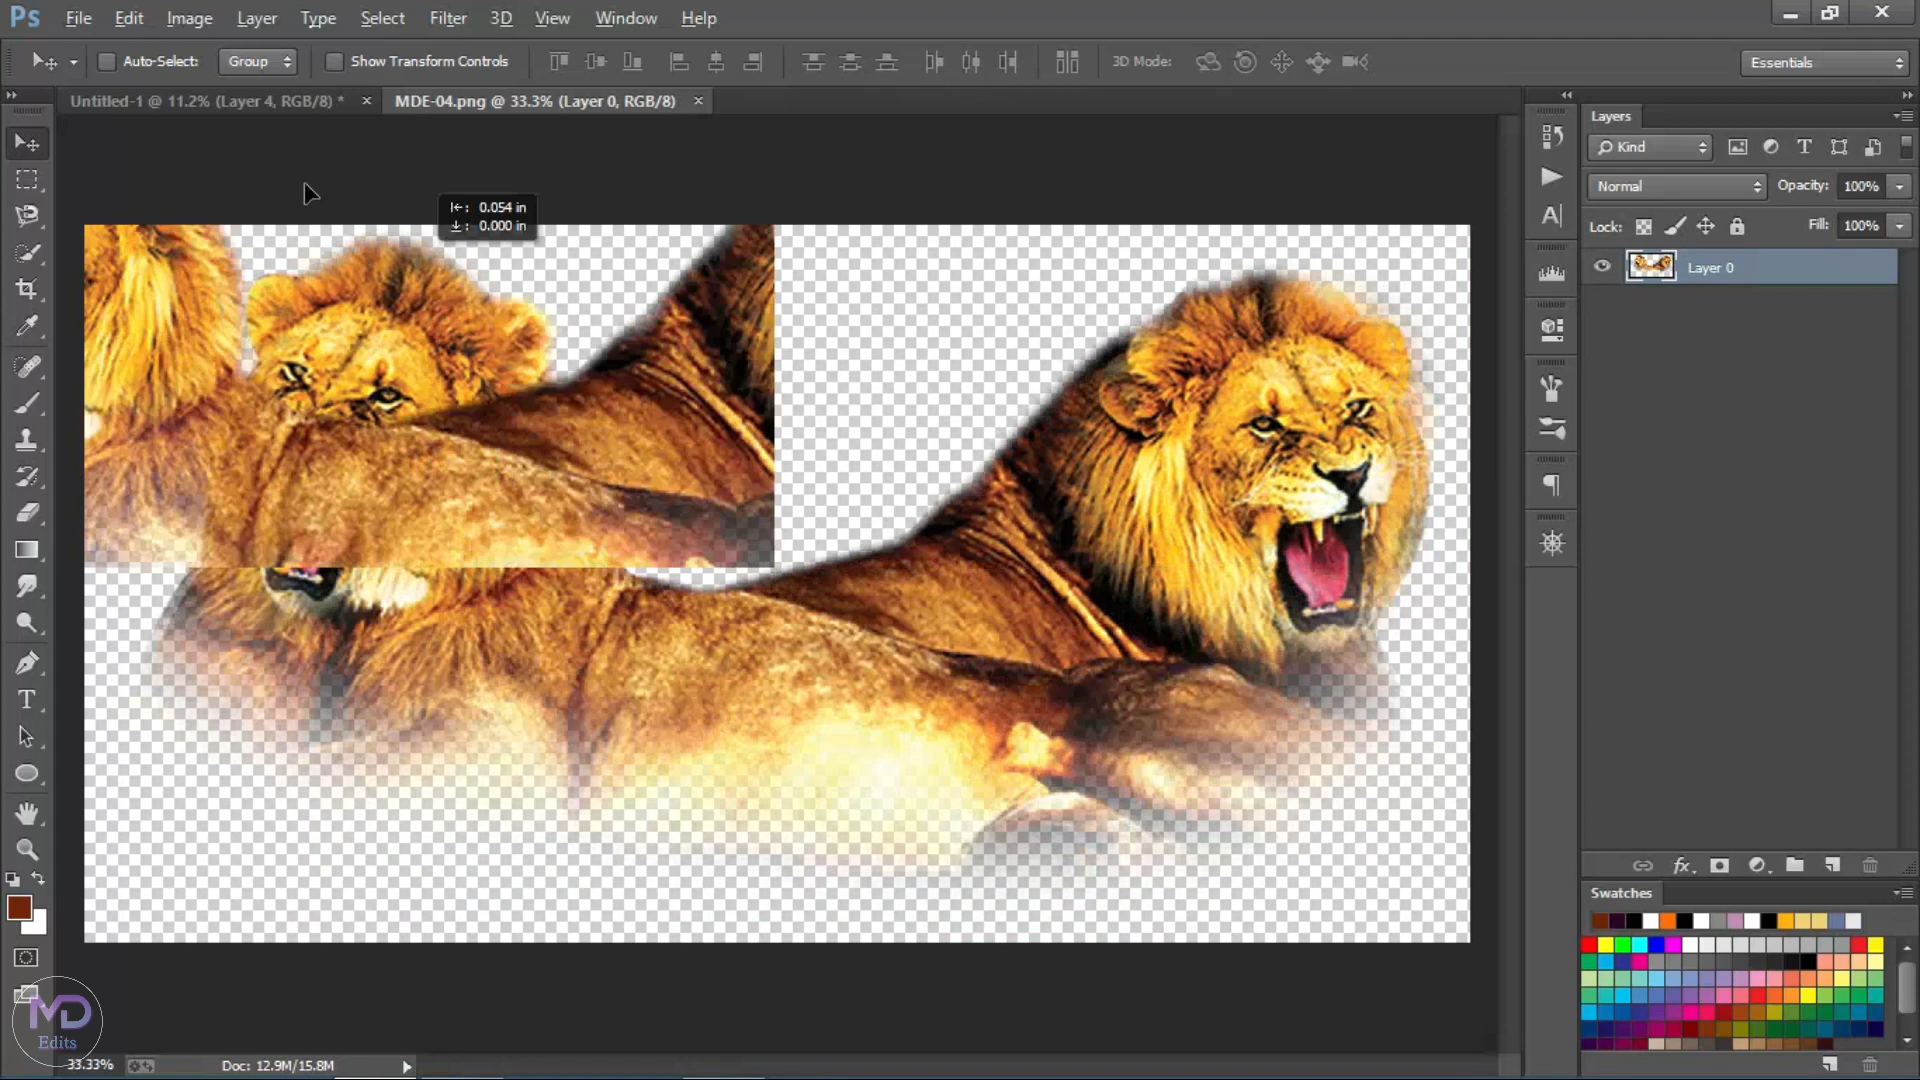 Ps File Edit Image Layer Type Select Filter 3D View Window Help
Auto-Select: Group Show Transform Controls 3D Mode: Essentials
Untitled-1 @ 11.2% (Layer 4, RGB/8) * × MDE-04.png @ 33.3% (Layer 0, RGB/8) ×
Layers
Kind
Normal Opacity: 100%
Lock: Fill: 100%
Layer 0
0.054 in
0.000 in
Swatches
MD
Edits
33.33% Doc: 12.9M/15.8M